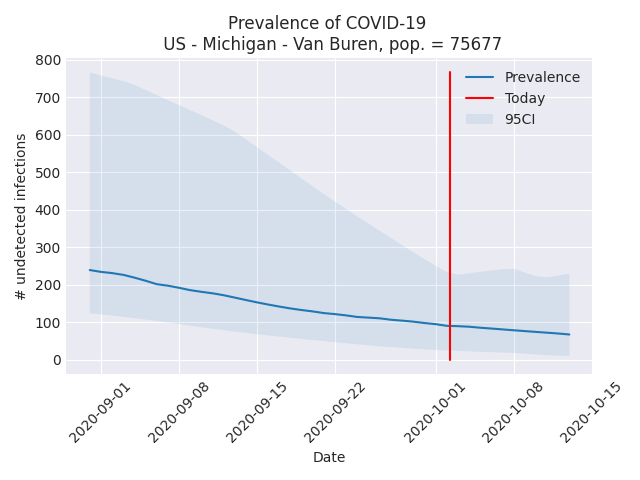 Prevalence of COVID-19
US - Michigan - Van Buren, pop. = 75677
800
700
600
500
400
300
200
100
0
# undetected infections
Prevalence
Today
95CI
2020-09-01
2020-09-08
2020-09-15
2020-09-22
2020-10-01
2020-10-08
2020-10-15
Date